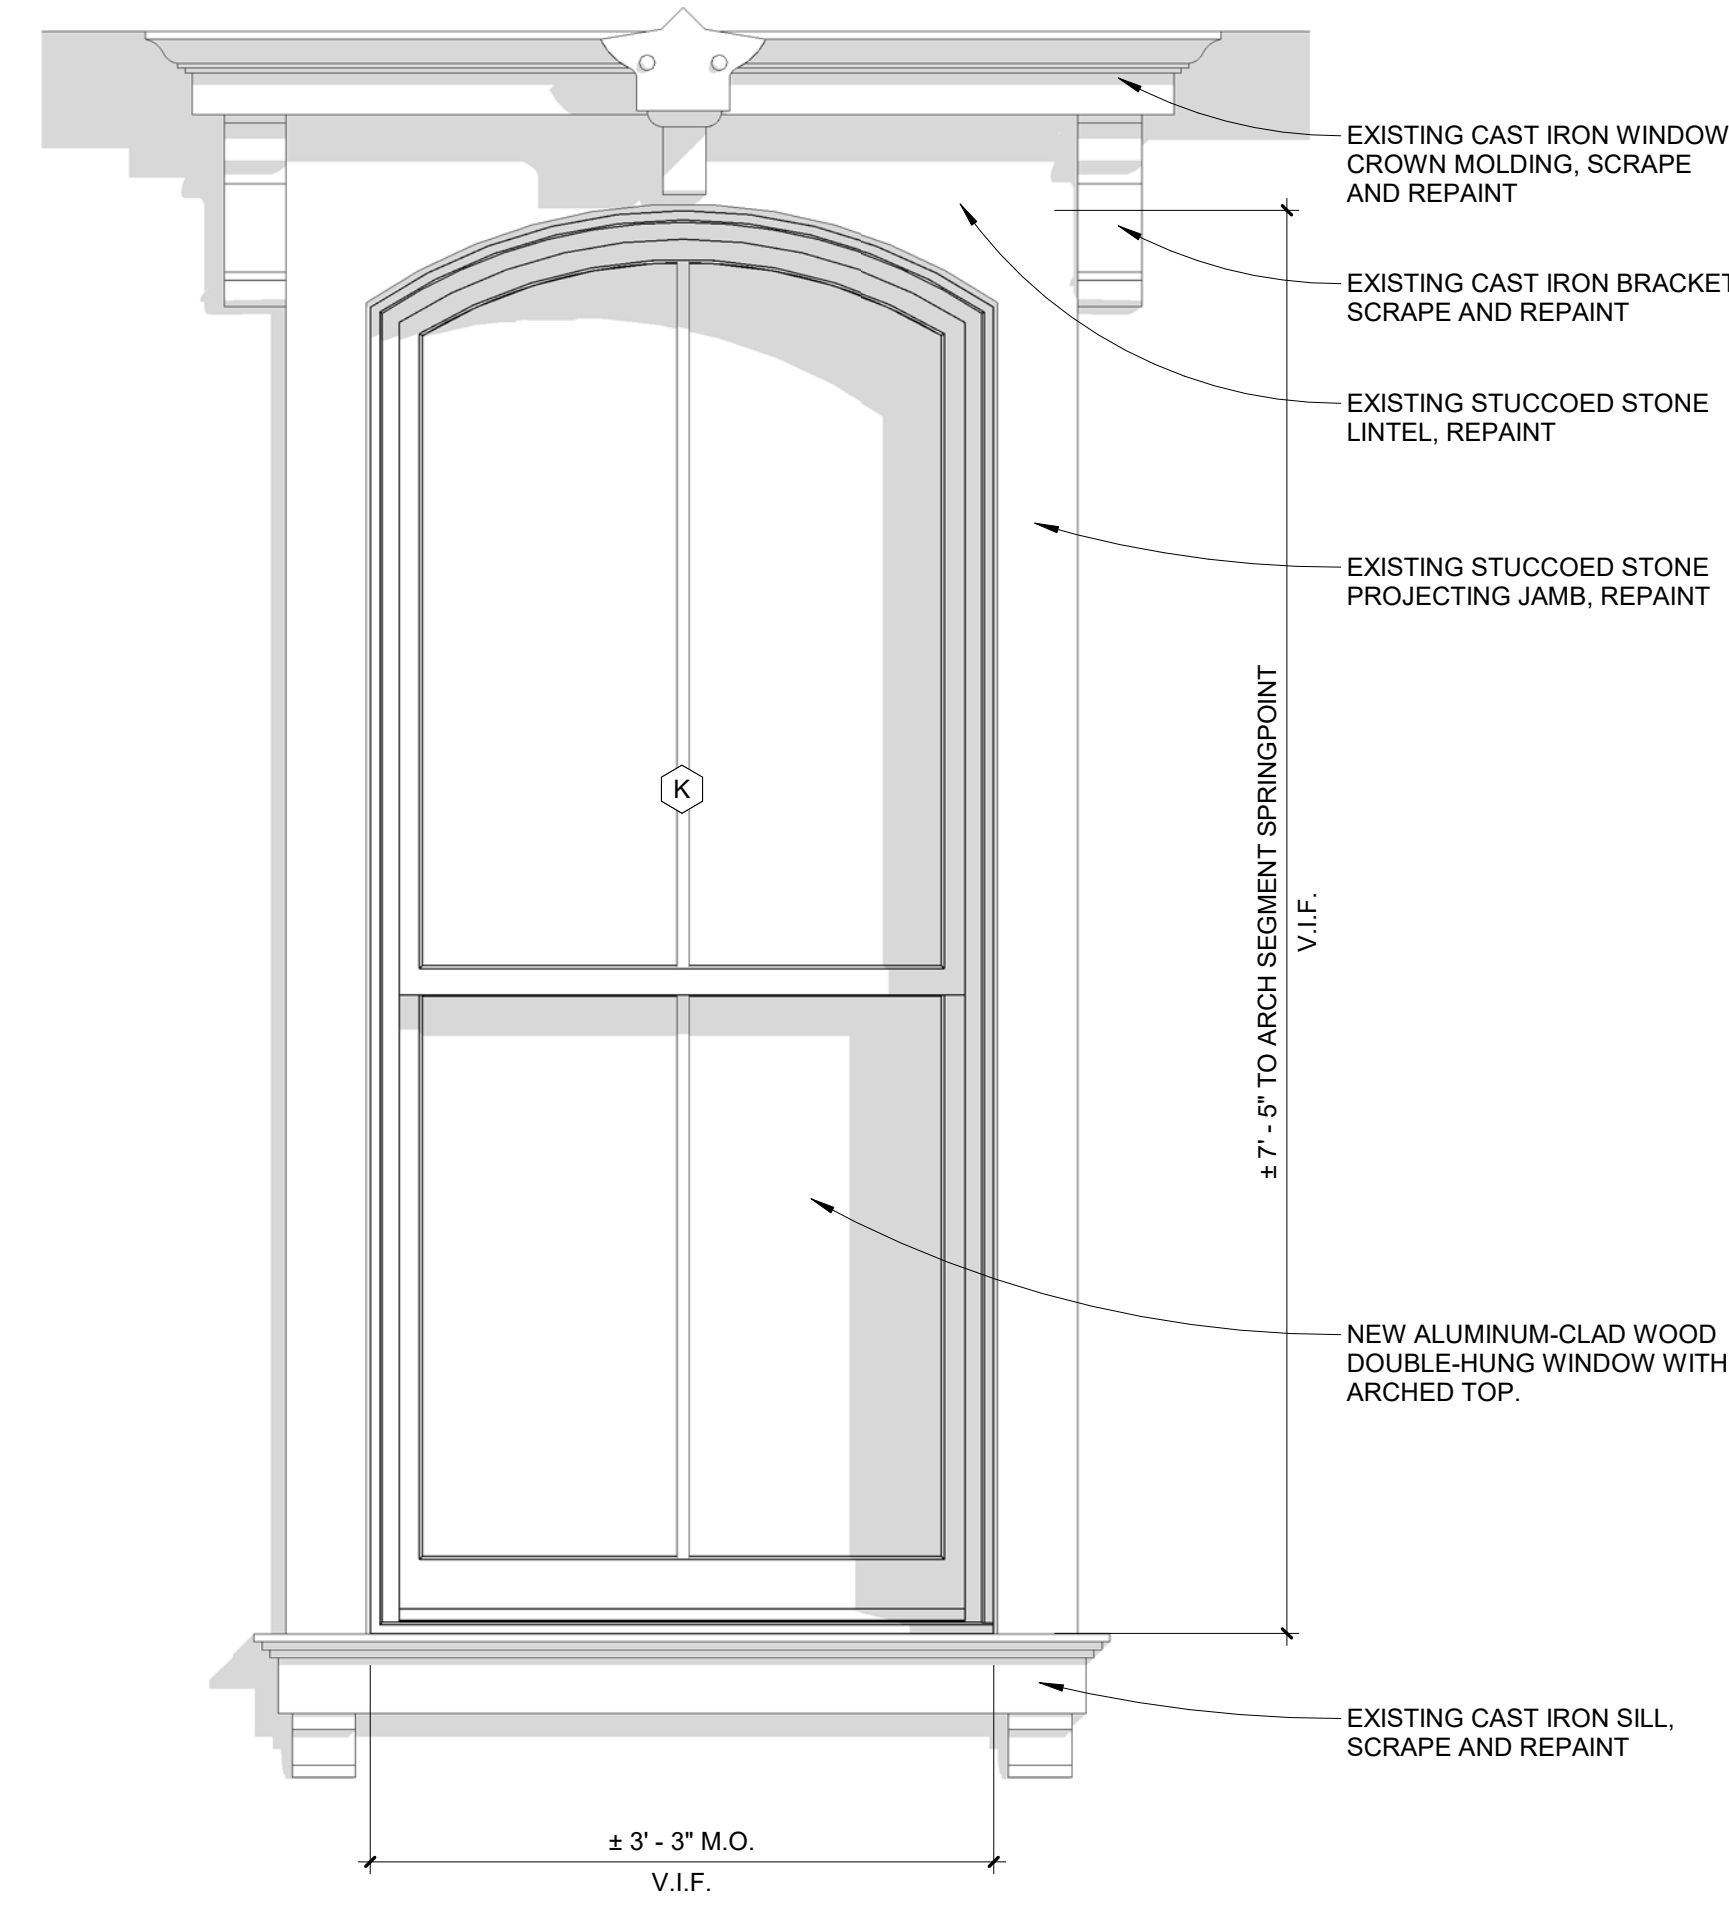 EXISTING CAST IRON WINDOW
CROWN MOLDING, SCRAPE
AND REPAINT
EXISTING CAST IRON BRACKET
SCRAPE AND REPAINT
EXISTING STUCCOED STONE
LINTEL, REPAINT
EXISTING STUCCOED STONE
PROJECTING JAMB, REPAINT
K
± 7' - 5" TO ARCH SEGMENT SPRINGPOINT
V.I.F.
NEW ALUMINUM-CLAD WOOD
DOUBLE-HUNG WINDOW WITH
ARCHED TOP.
EXISTING CAST IRON SILL,
SCRAPE AND REPAINT
± 3' - 3" M.O.
V.I.F.